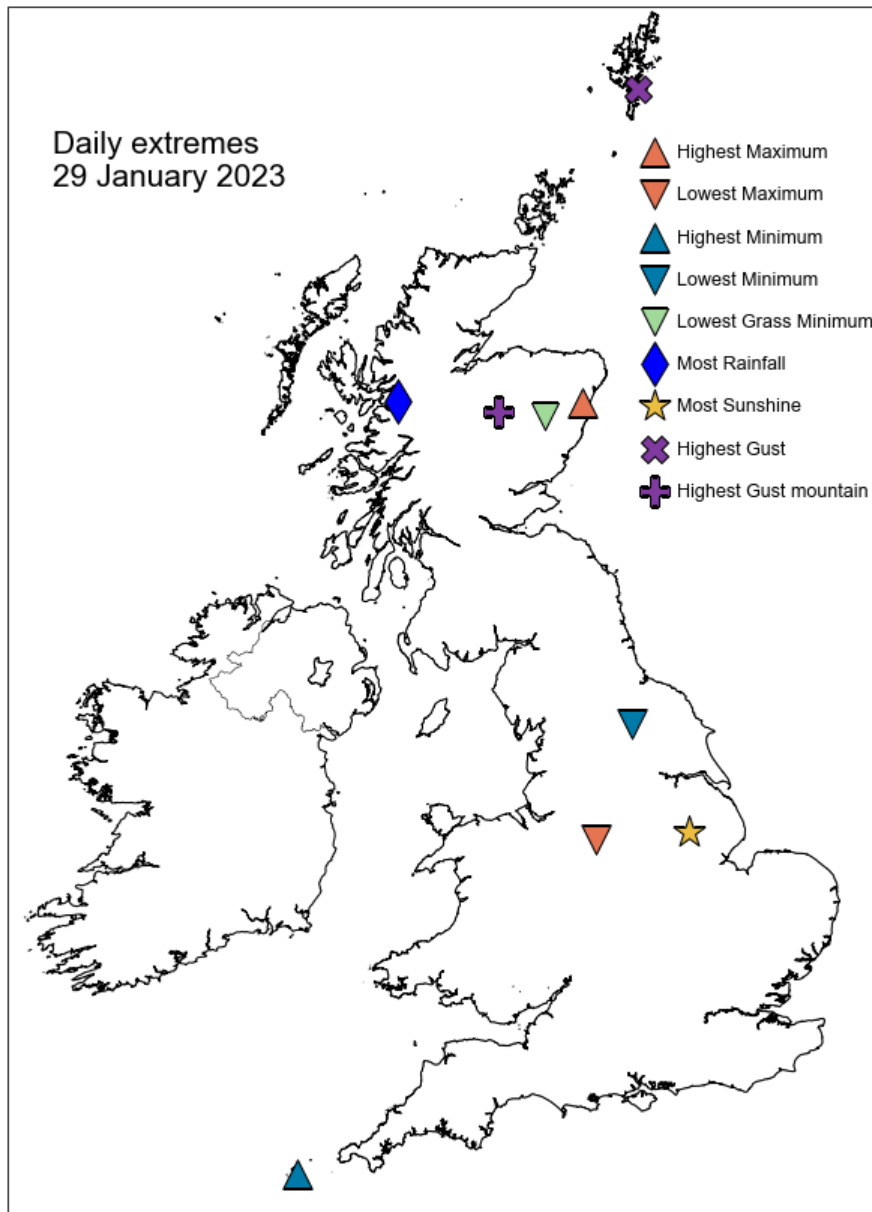 Daily extremes
29 January 2023
Highest Maximum
Lowest Maximum
Highest Minimum
Lowest Minimum
Lowest Grass Minimum
Most Rainfall
Most Sunshine
Highest Gust
Highest Gust mountain